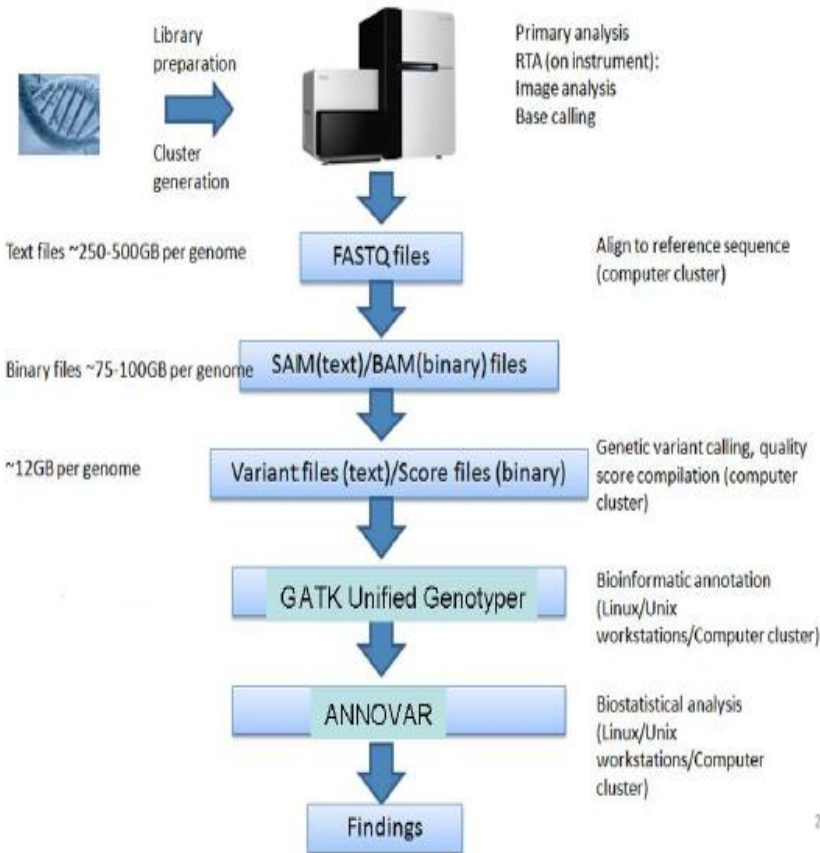 Library
preparation
Cluster
generation
Primary analysis
RTA (on instrument):
Image analysis
Base calling
Text files ~250-500GB per genome
FASTQ files
Align to reference sequence
(computer cluster)
Binary files ~75-100GB per genome
SAM(text)/BAM(binary) files
~12GB per genome
Variant files (text)/Score files (binary)
Genetic variant calling, quality
score compilation (computer
cluster)
GATK Unified Genotyper
Bioinformatic annotation
(Linux/Unix
workstations/Computer cluster)
ANNOVAR
Biostatistical analysis
(Linux/Unix
workstations/Computer
cluster)
Findings
2